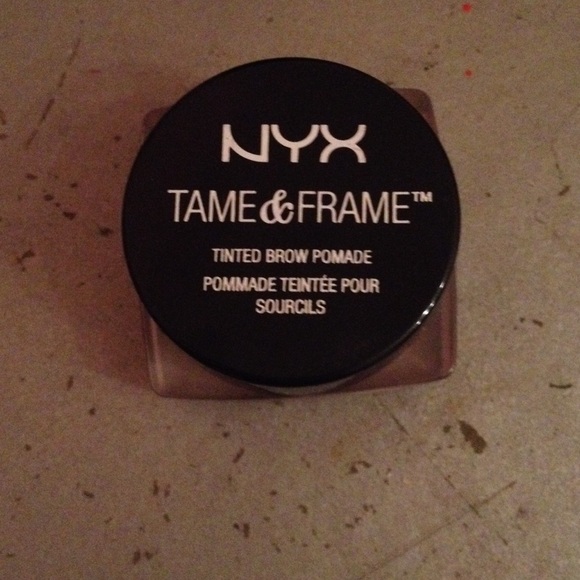 NYX
TAME&FRAME™
TINTED BROW POMADE
POMMADE TEINTÉE POUR
SOURCILS